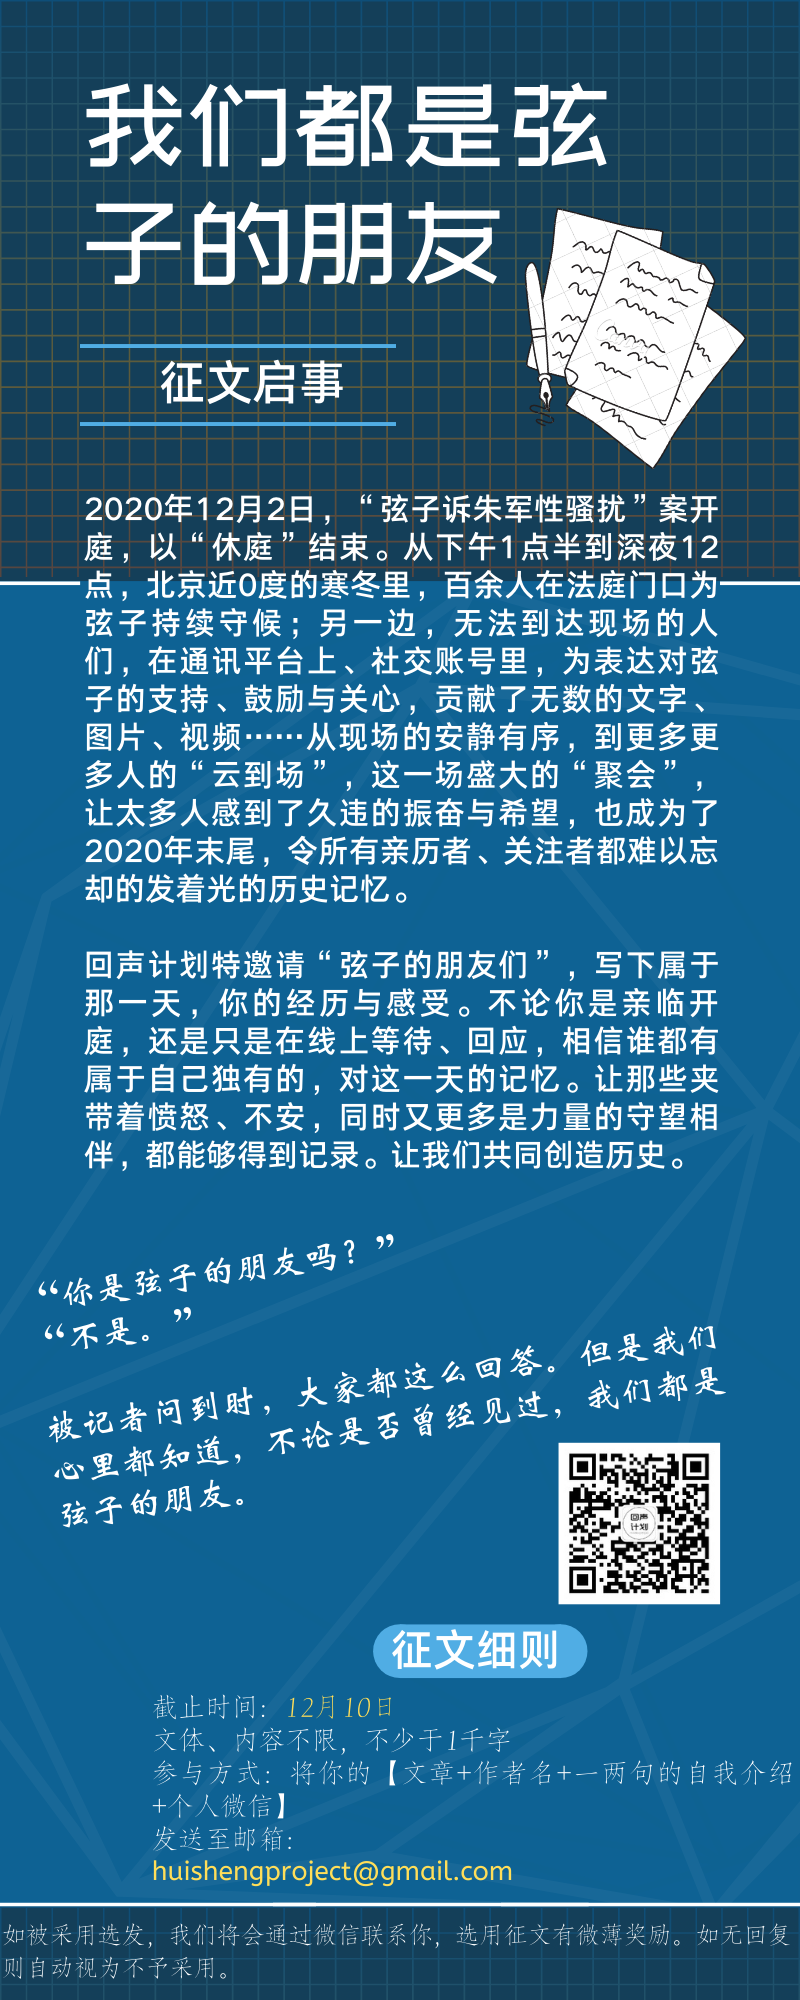 我们都是弦
子的朋友
征文启事
2020年12月2日，“弦子诉朱军性骚扰”案开
庭，以“休庭”结束。从下午1点半到深夜12
点，北京近0度的寒冬里，百余人在法庭门口为
弦子持续守候；另一边，无法到达现场的人
们，在通讯平台上、社交账号里，为表达对弦
子的支持、鼓励与关心，贡献了无数的文字、
图片、视频……从现场的安静有序，到更多更
多人的“云到场”，这一场盛大的“聚会”，
让太多人感到了久违的振奋与希望，也成为了
2020年末尾，令所有亲历者、关注者都难以忘
却的发着光的历史记忆。
回声计划特邀请“弦子的朋友们”，写下属于
那一天，你的经历与感受。不论你是亲临开
庭，还是只是在线上等待、回应，相信谁都有
属于自己独有的，对这一天的记忆。让那些夹
带着愤怒、不安，同时又更多是力量的守望相
伴，都能够得到记录。让我们共同创造历史。
“你是弦子的朋友吗？”
“不是。”
被记者问到时，大家都这么回答。但是我们
心里都知道，不论是否曾经见过，我们都是
弦子的朋友。
回声
计划
征文细则
截止时间：12月10日
文体、内容不限，不少于1千字
参与方式：将你的【文章+作者名+一两句的自我介绍
+个人微信】
发送至邮箱：
huishengproject@gmail.com
如被采用选发，我们将会通过微信联系你，选用征文有微薄奖励。如无回复
则自动视为不予采用。